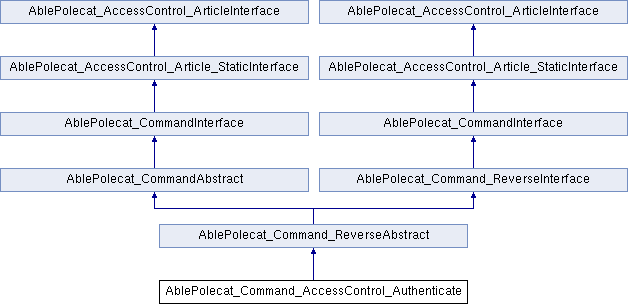 AblePolecat_AccessControl_ArticleInterface AblePolecat_AccessControl_ArticleInterface
AblePolecat_AccessControl_Article_StaticInterface AblePolecat_AccessControl_Article_StaticInterface
AblePolecat_CommandInterface AblePolecat_CommandInterface
AblePolecat_CommandAbstract AblePolecat_Command_ReverseInterface
AblePolecat_Command_ReverseAbstract
AblePolecat_Command_AccessControl_Authenticate